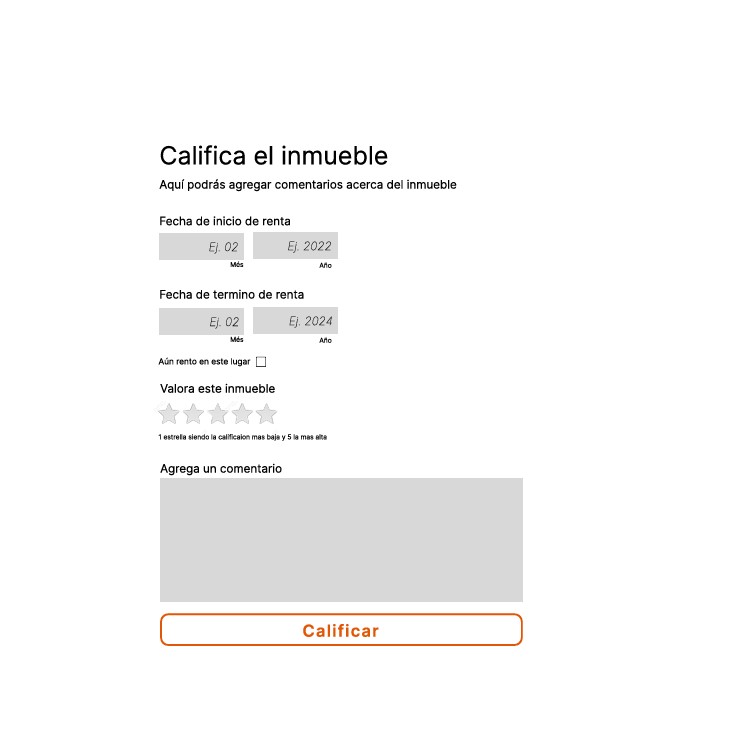 Califica el inmueble
Aquí podrás agregar comentarios acerca del inmueble
Fecha de inicio de renta
Ej. 02 Ej. 2022
Més Año
Fecha de termino de renta
Ej. 02 Ej. 2024
Més Año
Aún rento en este lugar
Valora este inmueble
1 estrella siendo la calificaion mas baja y 5 la mas alta
Agrega un comentario
Calificar